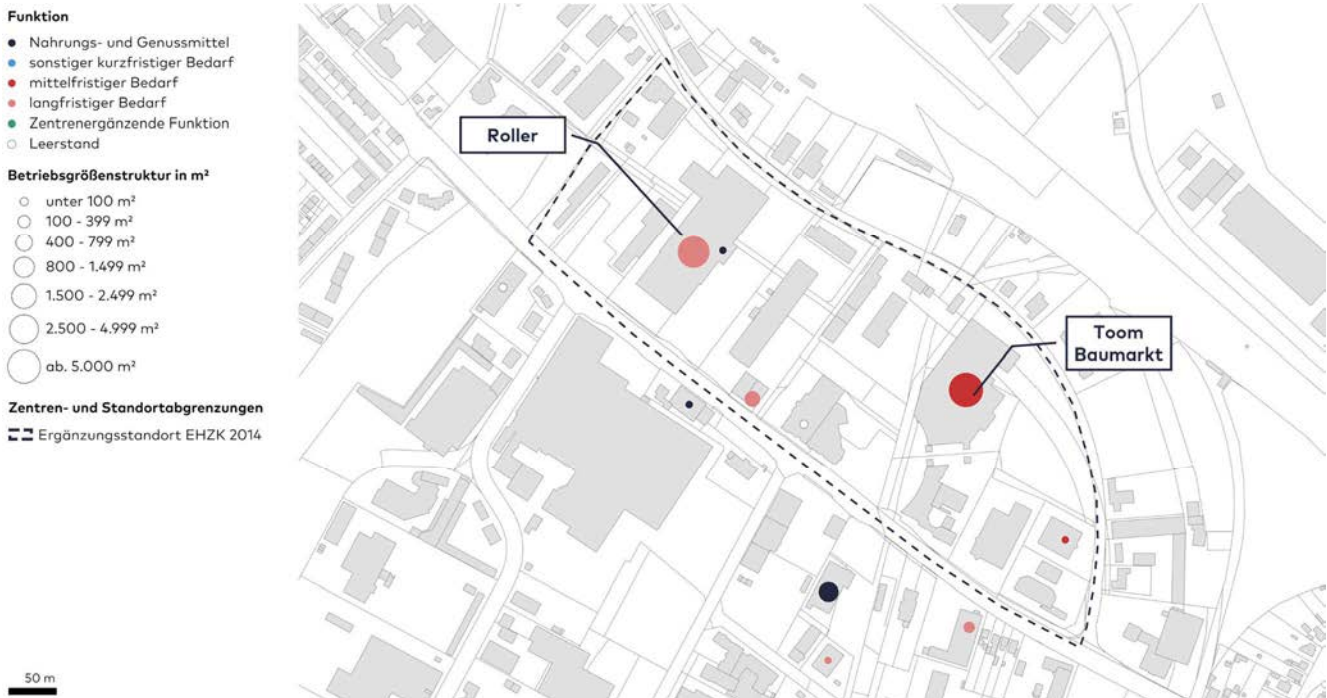 Funktion
Nahrungs- und Genussmittel
sonstiger kurzfristiger Bedarf
mittelfristiger Bedarf
langfristiger Bedarf
Zentrenergänzende Funktion
Leerstand
Betriebsgrößenstruktur in m²
unter 100 m²
100 - 399 m²
400 - 799 m²
800 - 1.499 m²
1.500 - 2.499 m²
2.500 - 4.999 m²
ab. 5.000 m²
Zentren- und Standortabgrenzungen
Ergänzungsstandort EHZK 2014
50 m
Roller
Toom
Baumarkt